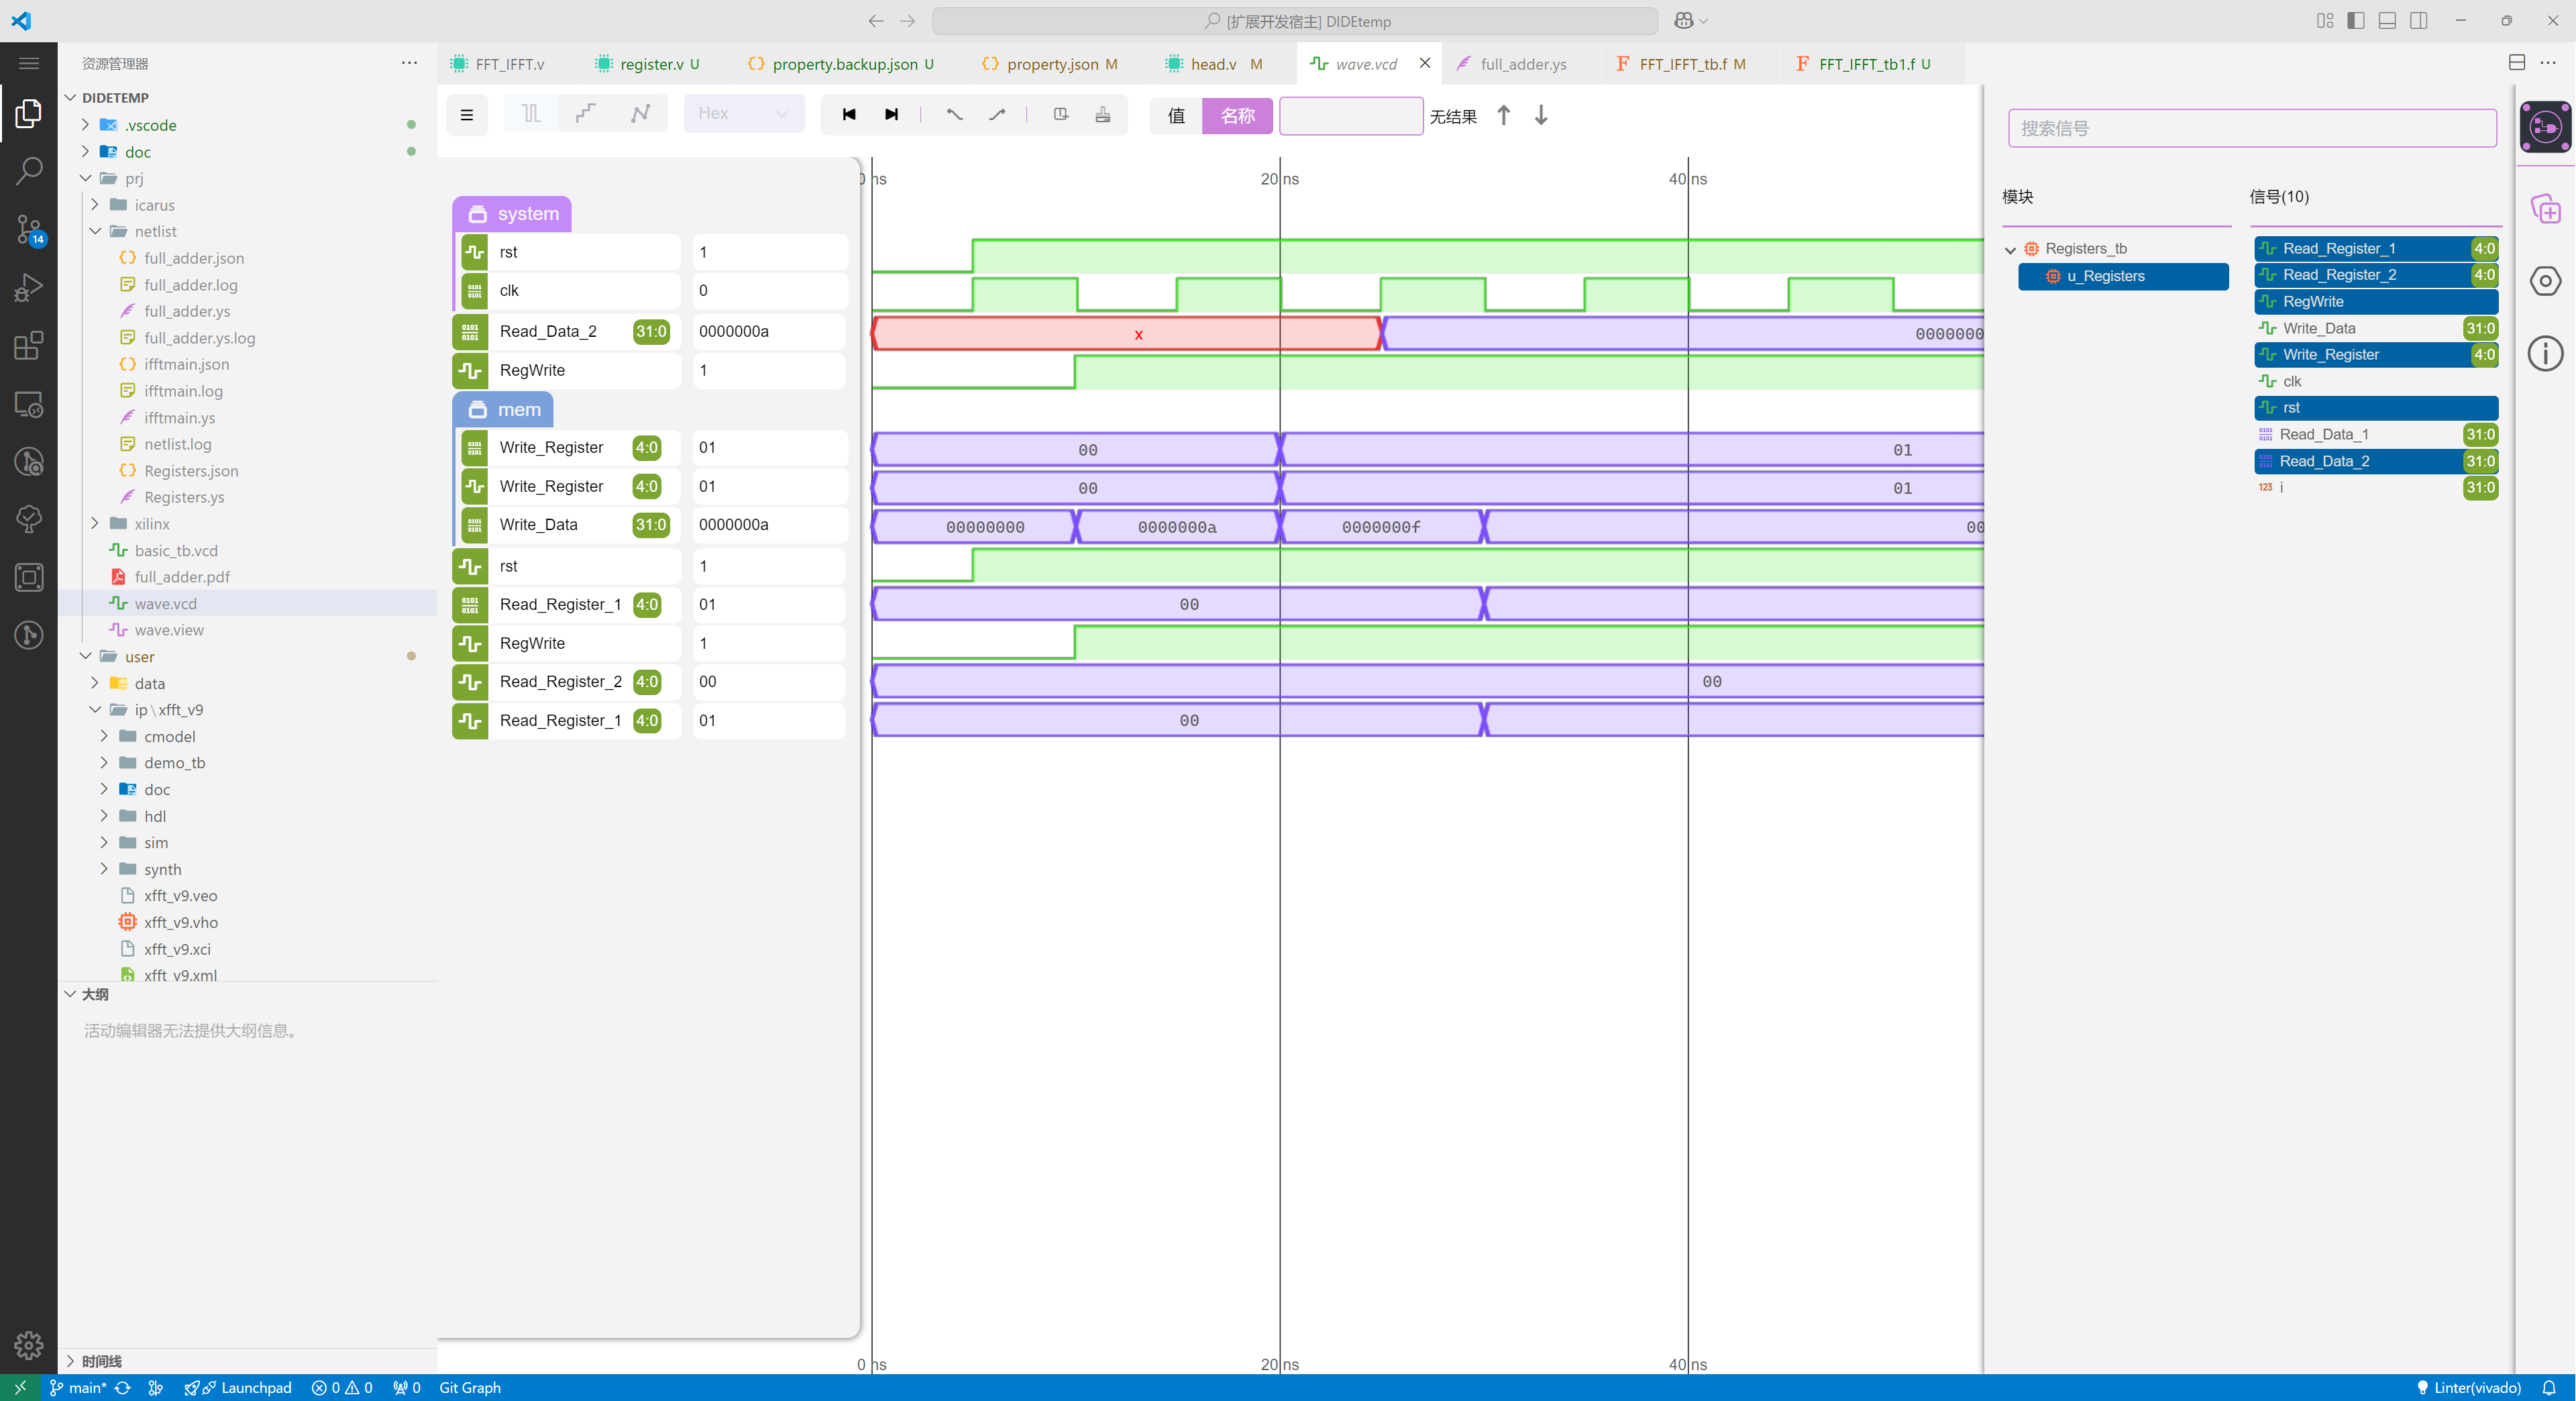 [扩展开发宿主] DIDEtemp
资源管理器
FFT_IFFT.v
register.v U
property.backup.json U
property.json M
head.v M
wave.vcd
full_adder.ys
FFT_IFFT_tb.f M
FFT_IFFT_tb1.f U
DIDETEMP
.vscode
doc
prj
icarus
netlist
full_adder.json
full_adder.log
full_adder.ys
full_adder.ys.log
ifftmain.json
ifftmain.log
ifftmain.ys
netlist.log
Registers.json
Registers.ys
xilinx
basic_tb.vcd
full_adder.pdf
wave.vcd
wave.view
user
data
ip\xfft_v9
cmodel
demo_tb
doc
hdl
sim
synth
xfft_v9.veo
xfft_v9.vho
xfft_v9.xci
xfft_v9.xml
大纲
活动编辑器无法提供大纲信息。
时间线
14
Hex
值
名称
无结果
system
rst 1
clk 0
Read_Data_2 31:0 0000000a
RegWrite 1
mem
Write_Register 4:0 01
Write_Register 4:0 01
Write_Data 31:0 0000000a
rst 1
Read_Register_1 4:0 01
RegWrite 1
Read_Register_2 4:0 00
Read_Register_1 4:0 01
0 ns
20 ns
40 ns
x
0000000
00
01
00
01
00000000
0000000a
0000000f
00
00
00
00
0 ns
20 ns
40 ns
搜索信号
模块
Registers_tb
u_Registers
信号(10)
Read_Register_1 4:0
Read_Register_2 4:0
RegWrite
Write_Data 31:0
Write_Register 4:0
clk
rst
0101
0101
Read_Data_1 31:0
0101
0101
Read_Data_2 31:0
123 i 31:0
main*
Launchpad
0
0
0
Git Graph
Linter(vivado)